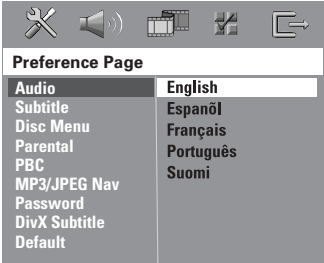 Preference Page
Audio
Subtitle
Disc Menu
Parental
PBC
MP3/JPEG Nav
Password
DivX Subtitle
Default
English
Espanõl
Français
Português
Suomi